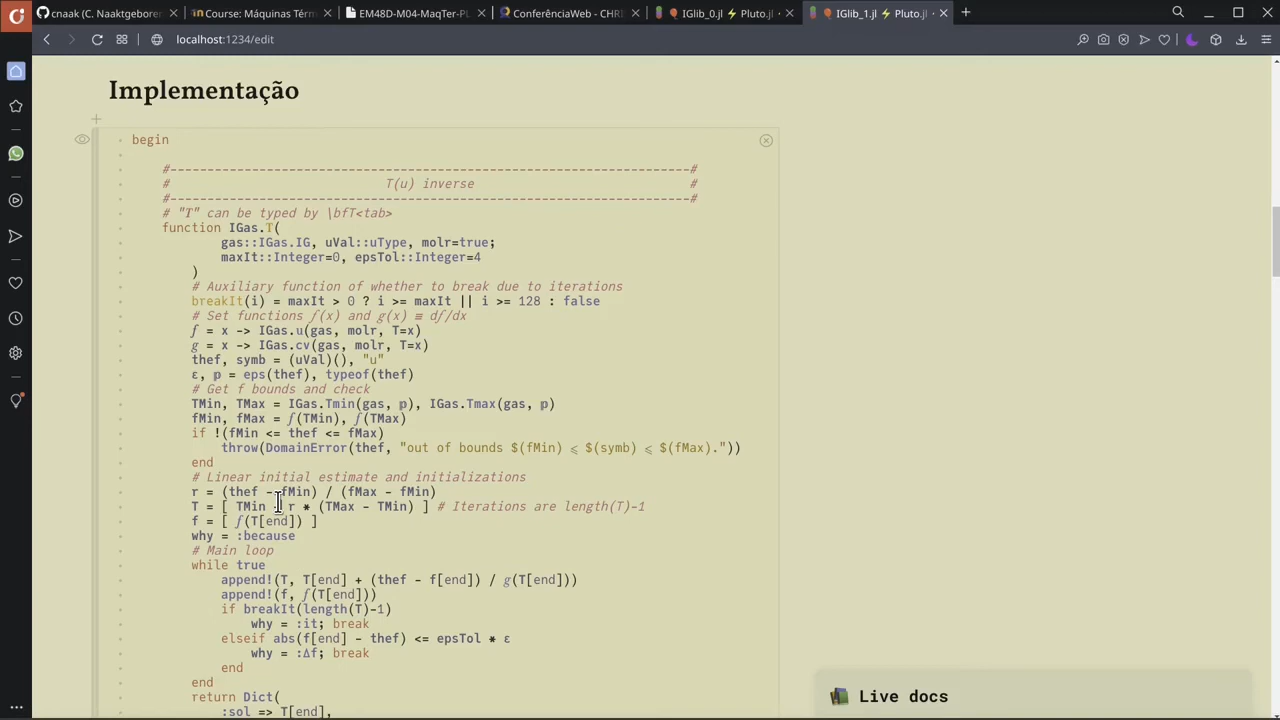 cnaak (C. Naaktgeboren
Course: Máquinas Térm
EM48D-M04-MaqTer-PL
ConferênciaWeb - CHRI
IGlib_0.jl ⚡ Pluto.jl
IGlib_1.jl ⚡ Pluto.jl
localhost:1234/edit
Implementação
begin
#-----------------------------------------------------------------------#
# T(u) inverse #
#-----------------------------------------------------------------------#
# "𝐓" can be typed by \bfT<tab>
function IGas.𝐓(
gas::IGas.IG, uVal::uType, molr=true;
maxIt::Integer=0, epsTol::Integer=4
)
# Auxiliary function of whether to break due to iterations
breakIt(i) = maxIt > 0 ? i >= maxIt || i >= 128 : false
# Set functions 𝑓(x) and 𝑔(x) ≡ d𝑓/dx
𝑓 = x -> IGas.u(gas, molr, T=x)
𝑔 = x -> IGas.cv(gas, molr, T=x)
thef, symb = (uVal)(), "u"
ε, 𝕡 = eps(thef), typeof(thef)
# Get f bounds and check
TMin, TMax = IGas.Tmin(gas, 𝕡), IGas.Tmax(gas, 𝕡)
fMin, fMax = 𝑓(TMin), 𝑓(TMax)
if !(fMin <= thef <= fMax)
throw(DomainError(thef, "out of bounds $(fMin) ⩽ $(symb) ⩽ $(fMax)."))
end
# Linear initial estimate and initializations
r = (thef - fMin) / (fMax - fMin)
T = [ TMin r * (TMax - TMin) ] # Iterations are length(T)-1
f = [ 𝑓(T[end]) ]
why = :because
# Main loop
while true
append!(T, T[end] + (thef - f[end]) / 𝑔(T[end]))
append!(f, 𝑓(T[end]))
if breakIt(length(T)-1)
why = :it; break
elseif abs(f[end] - thef) <= epsTol * ε
why = :Δf; break
end
end
return Dict(
:sol => T[end],
Live docs